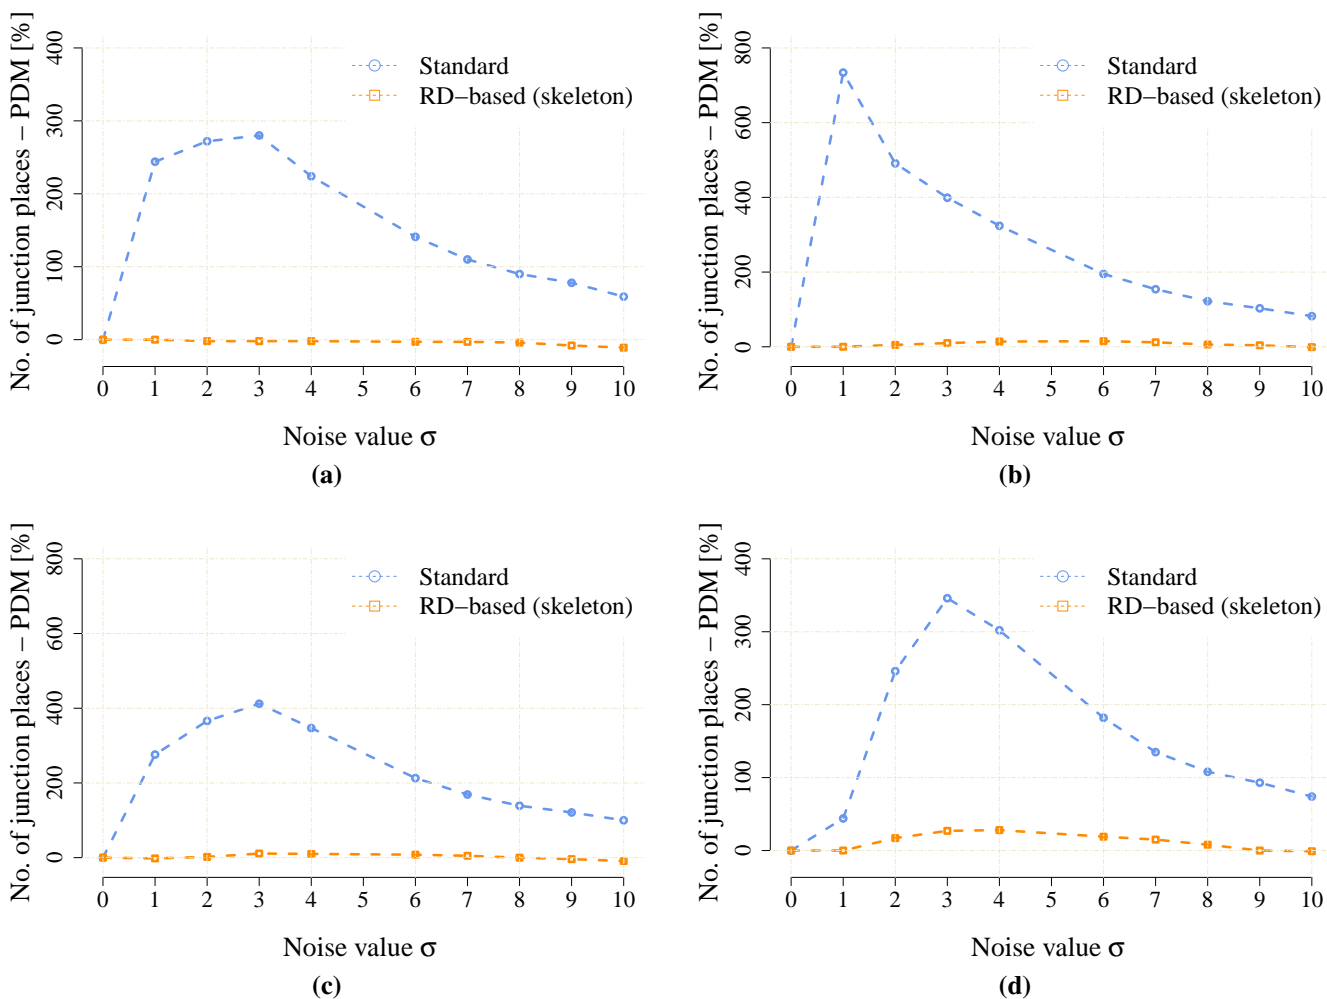 No. of junction places − PDM [%]
400
300
200
100
0
Standard
RD−based (skeleton)
0 1 2 3 4 5 6 7 8 9 10
Noise value σ
(a)
No. of junction places − PDM [%]
800
600
400
200
0
Standard
RD−based (skeleton)
0 1 2 3 4 5 6 7 8 9 10
Noise value σ
(b)
No. of junction places − PDM [%]
800
600
400
200
0
Standard
RD−based (skeleton)
0 1 2 3 4 5 6 7 8 9 10
Noise value σ
(c)
No. of junction places − PDM [%]
400
300
200
100
0
Standard
RD−based (skeleton)
0 1 2 3 4 5 6 7 8 9 10
Noise value σ
(d)